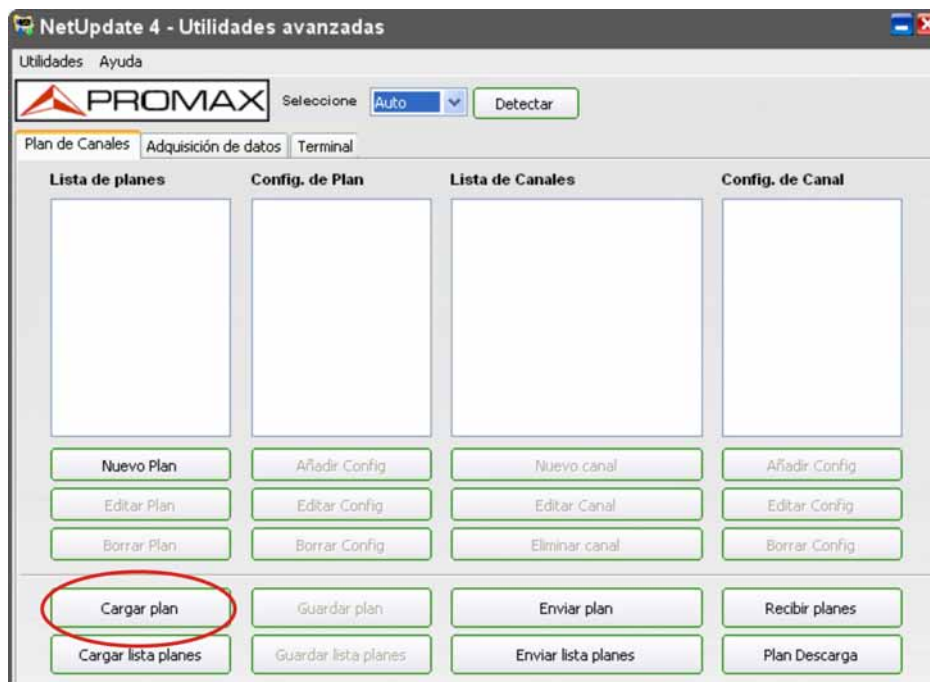 NetUpdate 4 - Utilidades avanzadas
Utilidades Ayuda
PROMAX Seleccione Auto Detectar
Plan de Canales Adquisición de datos Terminal
Lista de planes Config. de Plan Lista de Canales Config. de Canal
Nuevo Plan Añadir Config Nuevo canal Añadir Config
Editar Plan Editar Config Editar Canal Editar Config
Borrar Plan Borrar Config Eliminar canal Borrar Config
Cargar plan Guardar plan Enviar plan Recibir planes
Cargar lista planes Guardar lista planes Enviar lista planes Plan Descarga